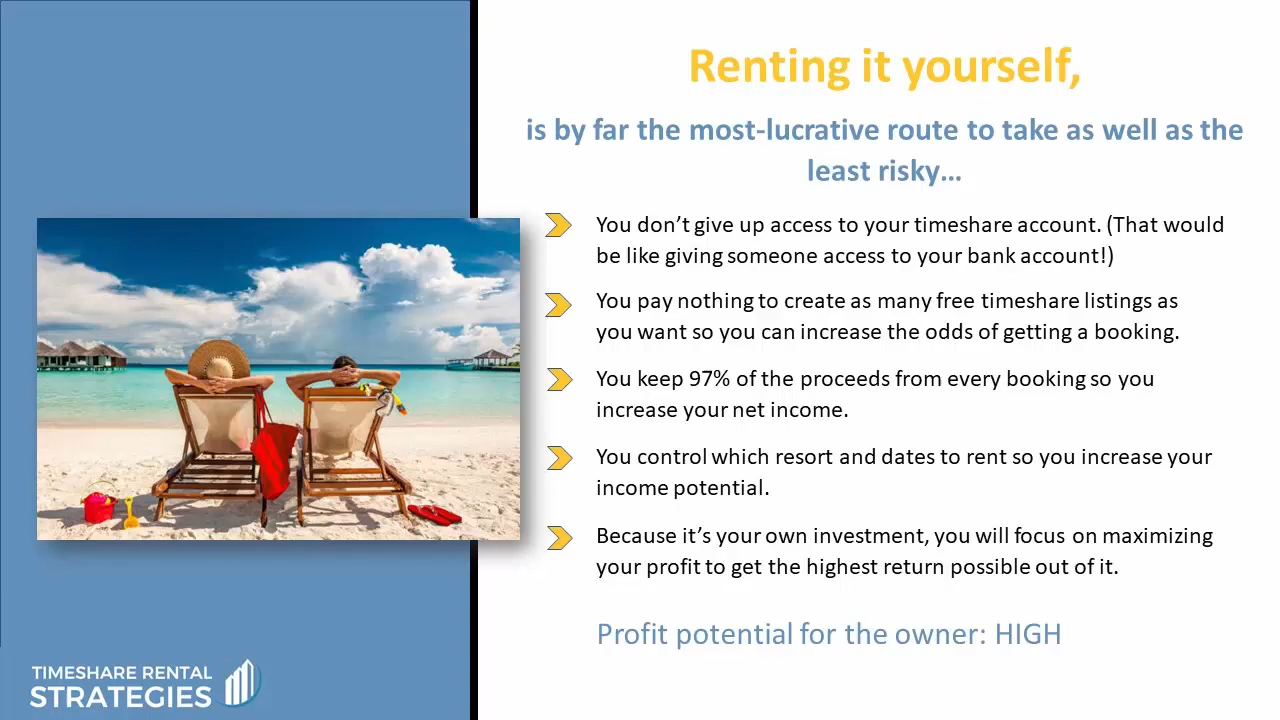 Renting it yourself,
is by far the most-lucrative route to take as well as the
least risky…
You don’t give up access to your timeshare account. (That would
be like giving someone access to your bank account!)
You pay nothing to create as many free timeshare listings as
you want so you can increase the odds of getting a booking.
You keep 97% of the proceeds from every booking so you
increase your net income.
You control which resort and dates to rent so you increase your
income potential.
Because it’s your own investment, you will focus on maximizing
your profit to get the highest return possible out of it.
Profit potential for the owner: HIGH
TIMESHARE RENTAL
STRATEGIES